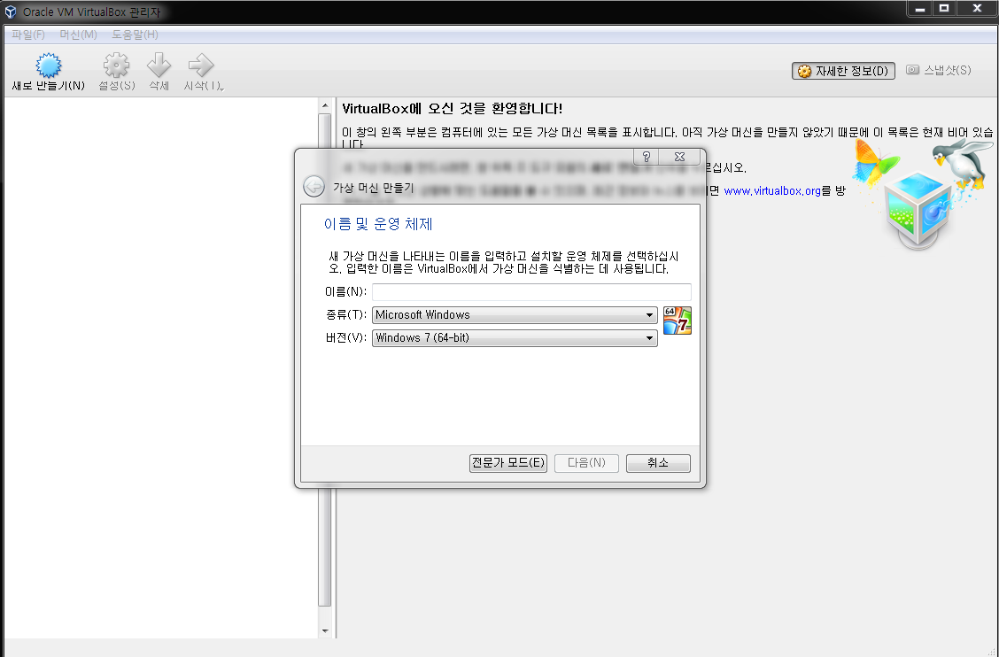 Oracle VM VirtualBox 관리자
파일(F) 머신(M) 도움말(H)
새로 만들기(N) 설정(S) 삭제 시작(T) 자세한 정보(D) 스냅샷(S)
VirtualBox에 오신 것을 환영합니다!
이 창의 왼쪽 부분은 컴퓨터에 있는 모든 가상 머신 목록을 표시합니다. 아직 가상 머신을 만들지 않았기 때문에 이 목록은 현재 비어 있습
니다.
르십시오.
면 www.virtualbox.org를 방
가상 머신 만들기
이름 및 운영 체제
새 가상 머신을 나타내는 이름을 입력하고 설치할 운영 체제를 선택하십시
오. 입력한 이름은 VirtualBox에서 가상 머신을 식별하는 데 사용됩니다.
이름(N):
종류(T): Microsoft Windows
64 7
버전(V): Windows 7 (64-bit)
전문가 모드(E) 다음(N) 취소